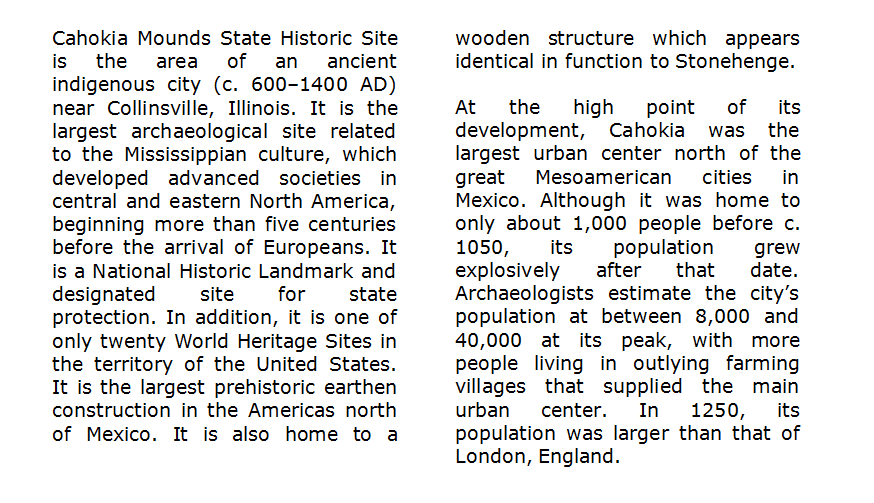 Cahokia Mounds State Historic Site
is the area of an ancient
indigenous city (c. 600–1400 AD)
near Collinsville, Illinois. It is the
largest archaeological site related
to the Mississippian culture, which
developed advanced societies in
central and eastern North America,
beginning more than five centuries
before the arrival of Europeans. It
is a National Historic Landmark and
designated site for state
protection. In addition, it is one of
only twenty World Heritage Sites in
the territory of the United States.
It is the largest prehistoric earthen
construction in the Americas north
of Mexico. It is also home to a
wooden structure which appears
identical in function to Stonehenge.
At the high point of its
development, Cahokia was the
largest urban center north of the
great Mesoamerican cities in
Mexico. Although it was home to
only about 1,000 people before c.
1050, its population grew
explosively after that date.
Archaeologists estimate the city’s
population at between 8,000 and
40,000 at its peak, with more
people living in outlying farming
villages that supplied the main
urban center. In 1250, its
population was larger than that of
London, England.